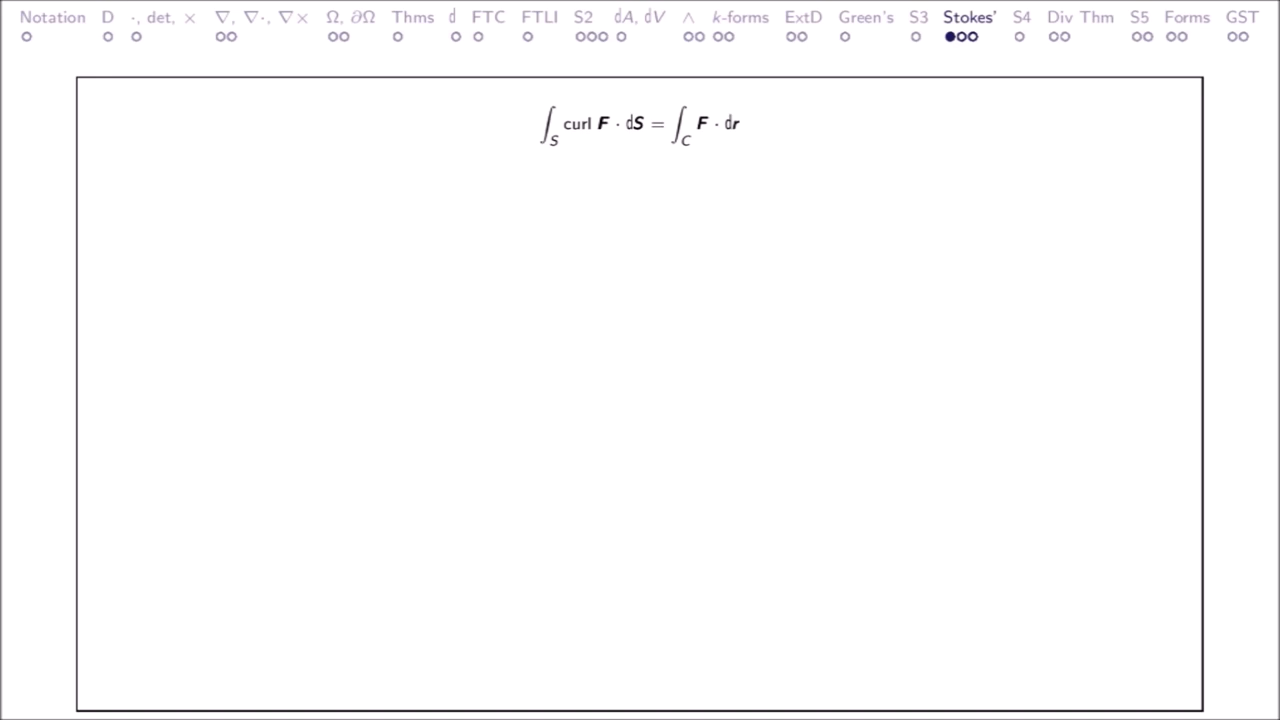 Notation D ·, det, × ∇, ∇·, ∇× Ω, ∂Ω Thms d FTC FTLI S2 dA, dV ∧ k-forms ExtD Green's S3 Stokes' S4 Div Thm S5 Forms GST
∫_S curl F · dS = ∫_C F · dr